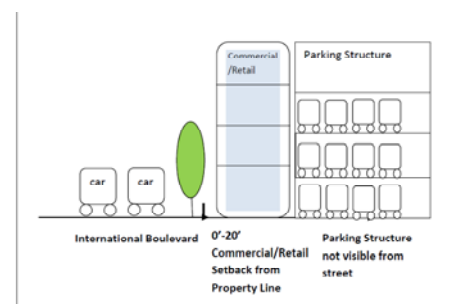 Commercial
/Retail
Parking Structure
car
car
International Boulevard
0’-20’
Commercial/Retail
Setback from
Property Line
Parking Structure
not visible from
street